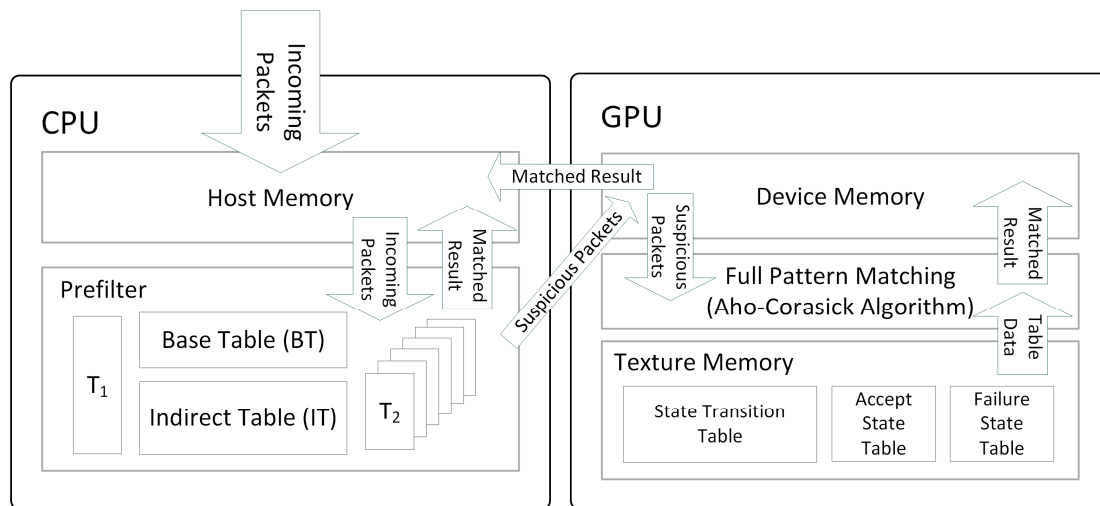 Incoming
Packets
CPU
Host Memory
Incoming
Packets
Matched
Result
Prefilter
T1
Base Table (BT)
Indirect Table (IT)
T2
Matched Result
Suspicious Packets
GPU
Device Memory
Suspicious
Packets
Matched
Result
Full Pattern Matching
(Aho-Corasick Algorithm)
Table
Data
Texture Memory
State Transition
Table
Accept
State
Table
Failure
State
Table